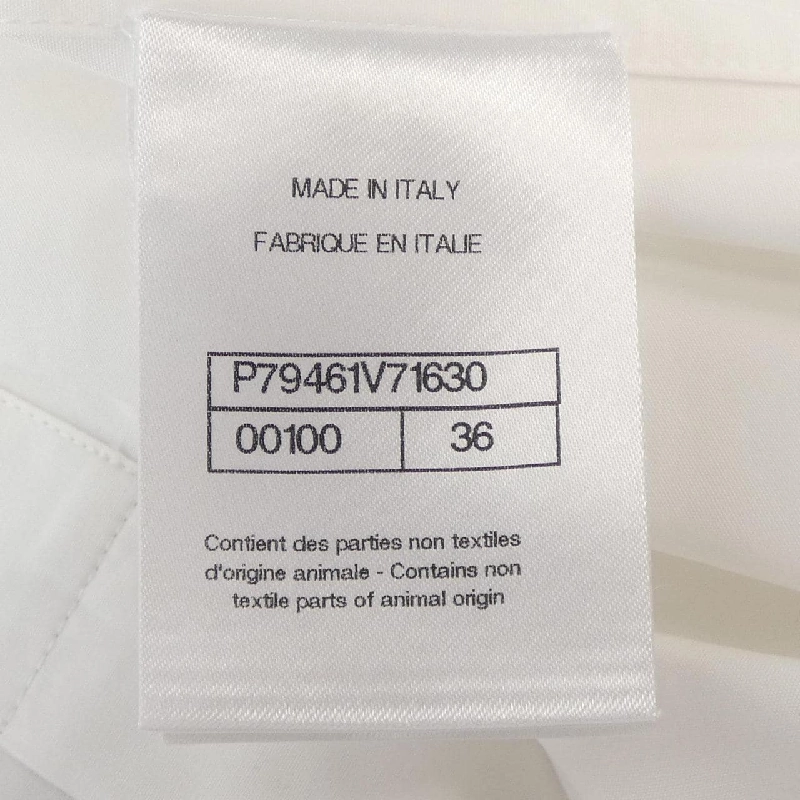 MADE IN ITALY
FABRIQUE EN ITALIE
P79461V71630
00100 36
Contient des parties non textiles
d'origine animale - Contains non
textile parts of animal origin